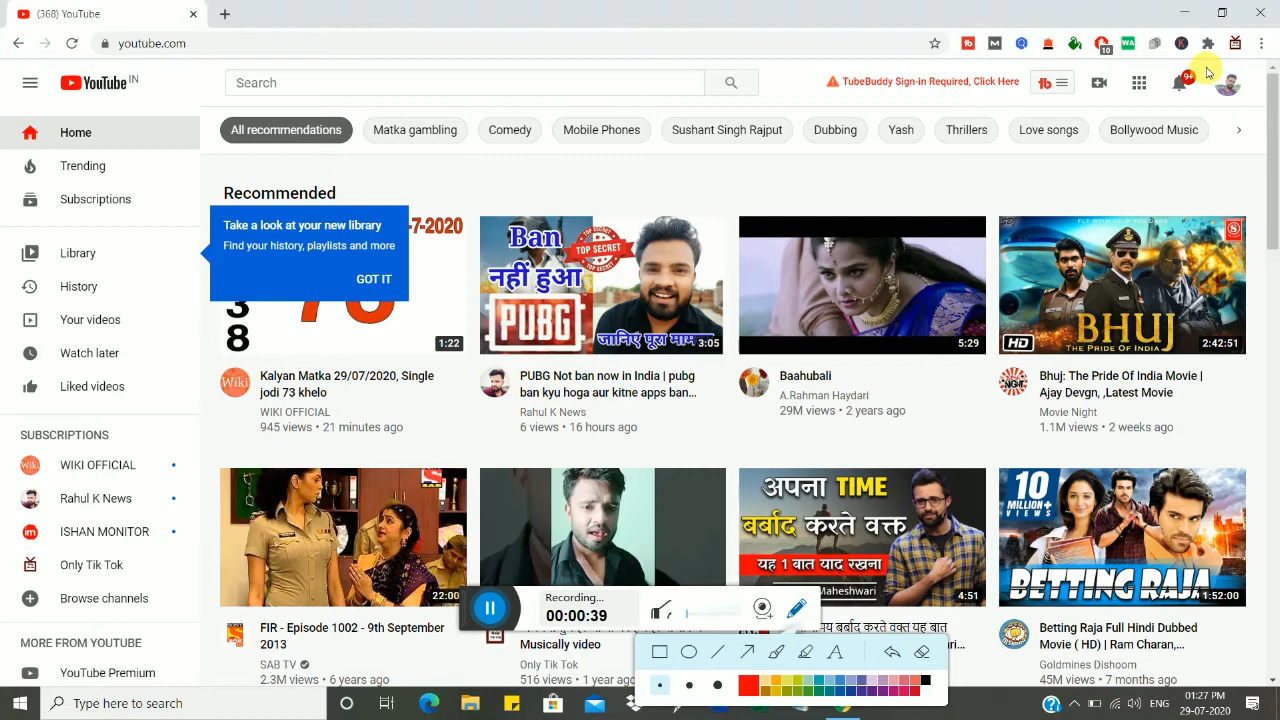 (368) YouTube
youtube.com
10
YouTube IN
Search
TubeBuddy Sign-in Required, Click Here
9+
Home
Trending
Subscriptions
Library
History
Your videos
Watch later
Liked videos
SUBSCRIPTIONS
WIKI OFFICIAL
Rahul K News
ISHAN MONITOR
Only Tik Tok
Browse channels
MORE FROM YOUTUBE
YouTube Premium
All recommendations
Matka gambling
Comedy
Mobile Phones
Sushant Singh Rajput
Dubbing
Yash
Thrillers
Love songs
Bollywood Music
Recommended
Take a look at your new library
Find your history, playlists and more
GOT IT
-7-2020
8
1:22
Wiki
Kalyan Matka 29/07/2020, Single
jodi 73 khelo
WIKI OFFICIAL
945 views • 21 minutes ago
Ban
नहीं हुआ
TOP SECRET
PUBG
जानिए पूरा माम
3:05
PUBG Not ban now in India | pubg
ban kyu hoga aur kitne apps ban...
Rahul K News
6 views • 16 hours ago
5:29
Baahubali
A.Rahman Haydari
29M views • 2 years ago
BHUJ
THE PRIDE OF INDIA
HD
2:42:51
Bhuj: The Pride Of India Movie |
Ajay Devgn, ,Latest Movie
Movie Night
1.1M views • 2 weeks ago
22:00
FIR - Episode 1002 - 9th September
2013
SAB TV
2.3M views • 6 years ago
Musically video
Only Tik Tok
516 views • 1 year ago
अपना TIME
बर्बाद करते वक्त
यह 1 बात याद रखना
Maheshwari
4:51
समय बर्बाद करते वक्त यह बात
10
MILLION+
VIEWS
BETTING RAJA
1:52:00
Betting Raja Full Hindi Dubbed
Movie ( HD) | Ram Charan,
Goldmines Dishoom
45M views • 7 months ago
Recording...
00:00:39
A
Type here to search
ENG
01:27 PM
29-07-2020